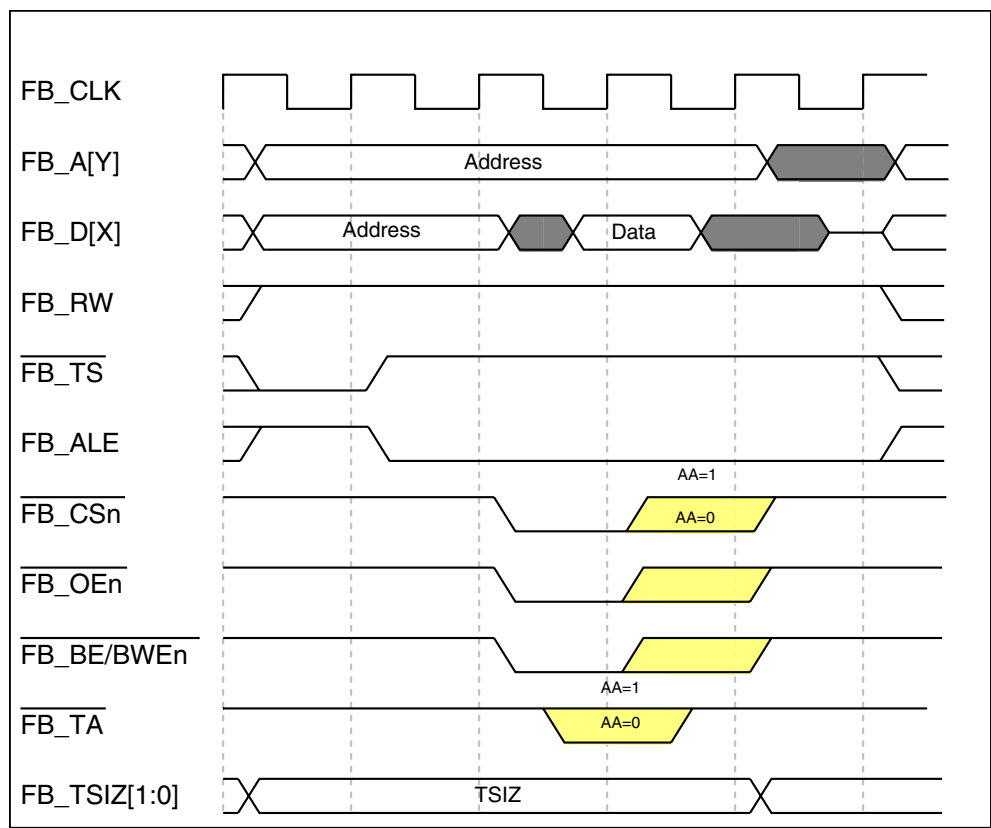 FB_CLK
FB_A[Y]
Address
FB_D[X]
Address
Data
FB_RW
FB_TS
FB_ALE
AA=1
FB_CSn
AA=0
FB_OEn
FB_BE/BWEn
AA=1
FB_TA
AA=0
FB_TSIZ[1:0]
TSIZ